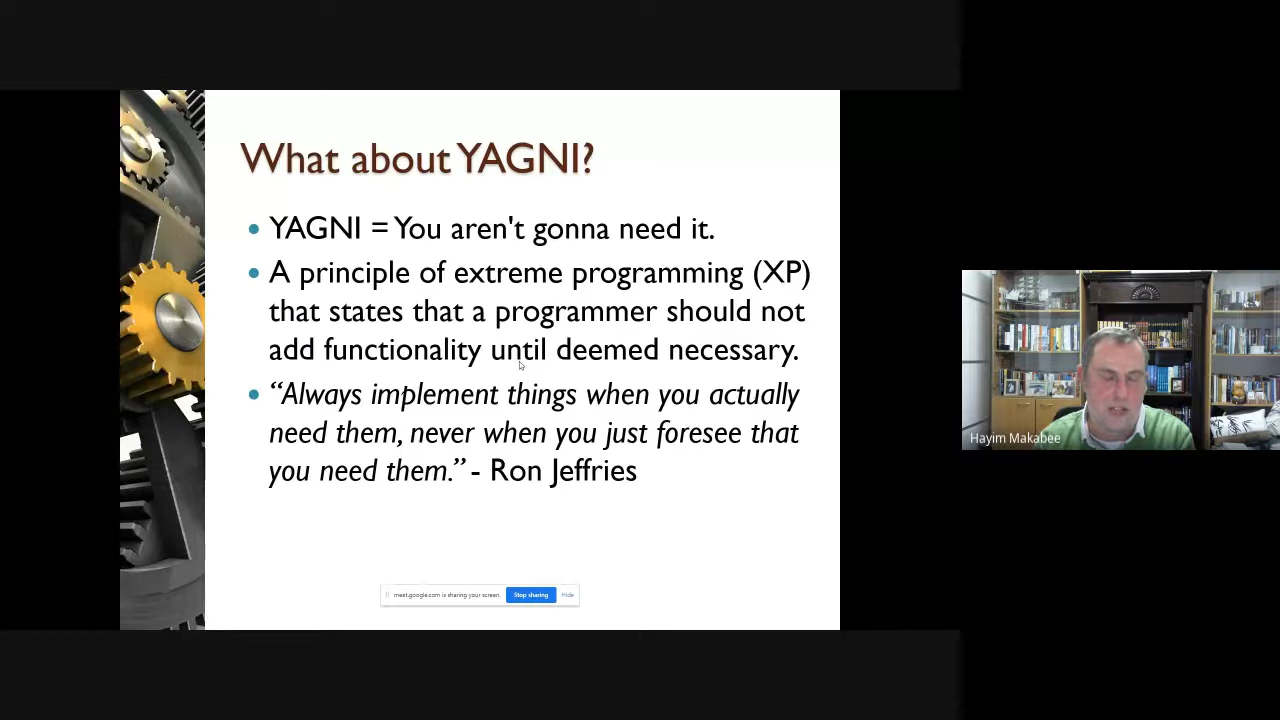 What about YAGNI?
• YAGNI = You aren't gonna need it.
• A principle of extreme programming (XP)
that states that a programmer should not
add functionality until deemed necessary.
• “Always implement things when you actually
need them, never when you just foresee that
you need them.” - Ron Jeffries
meet.google.com is sharing your screen.
Stop sharing
Hide
Hayim Makabee